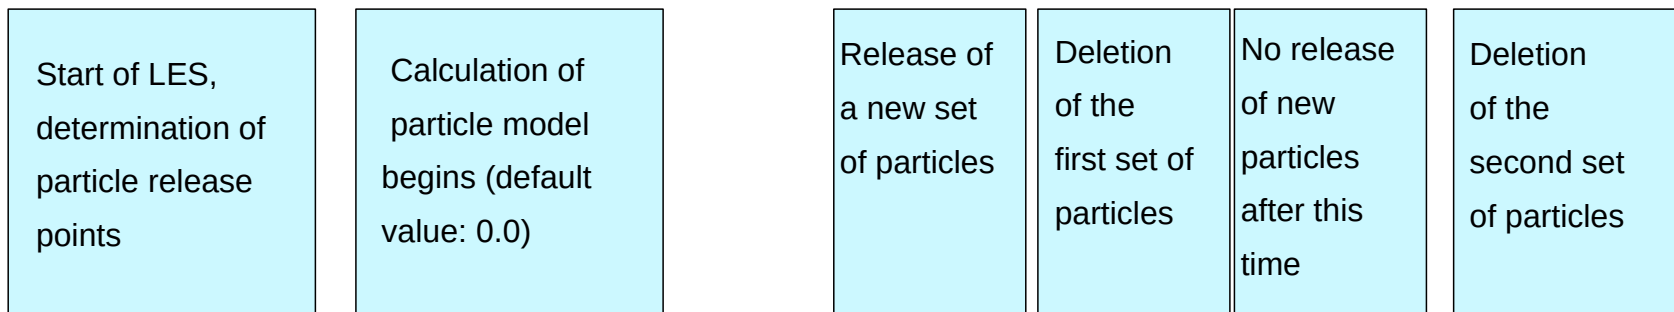 Start of LES,
determination of
particle release
points
Calculation of
particle model
begins (default
value: 0.0)
Release of
a new set
of particles
Deletion
of the
first set of
particles
No release
of new
particles
after this
time
Deletion
of the
second set
of particles